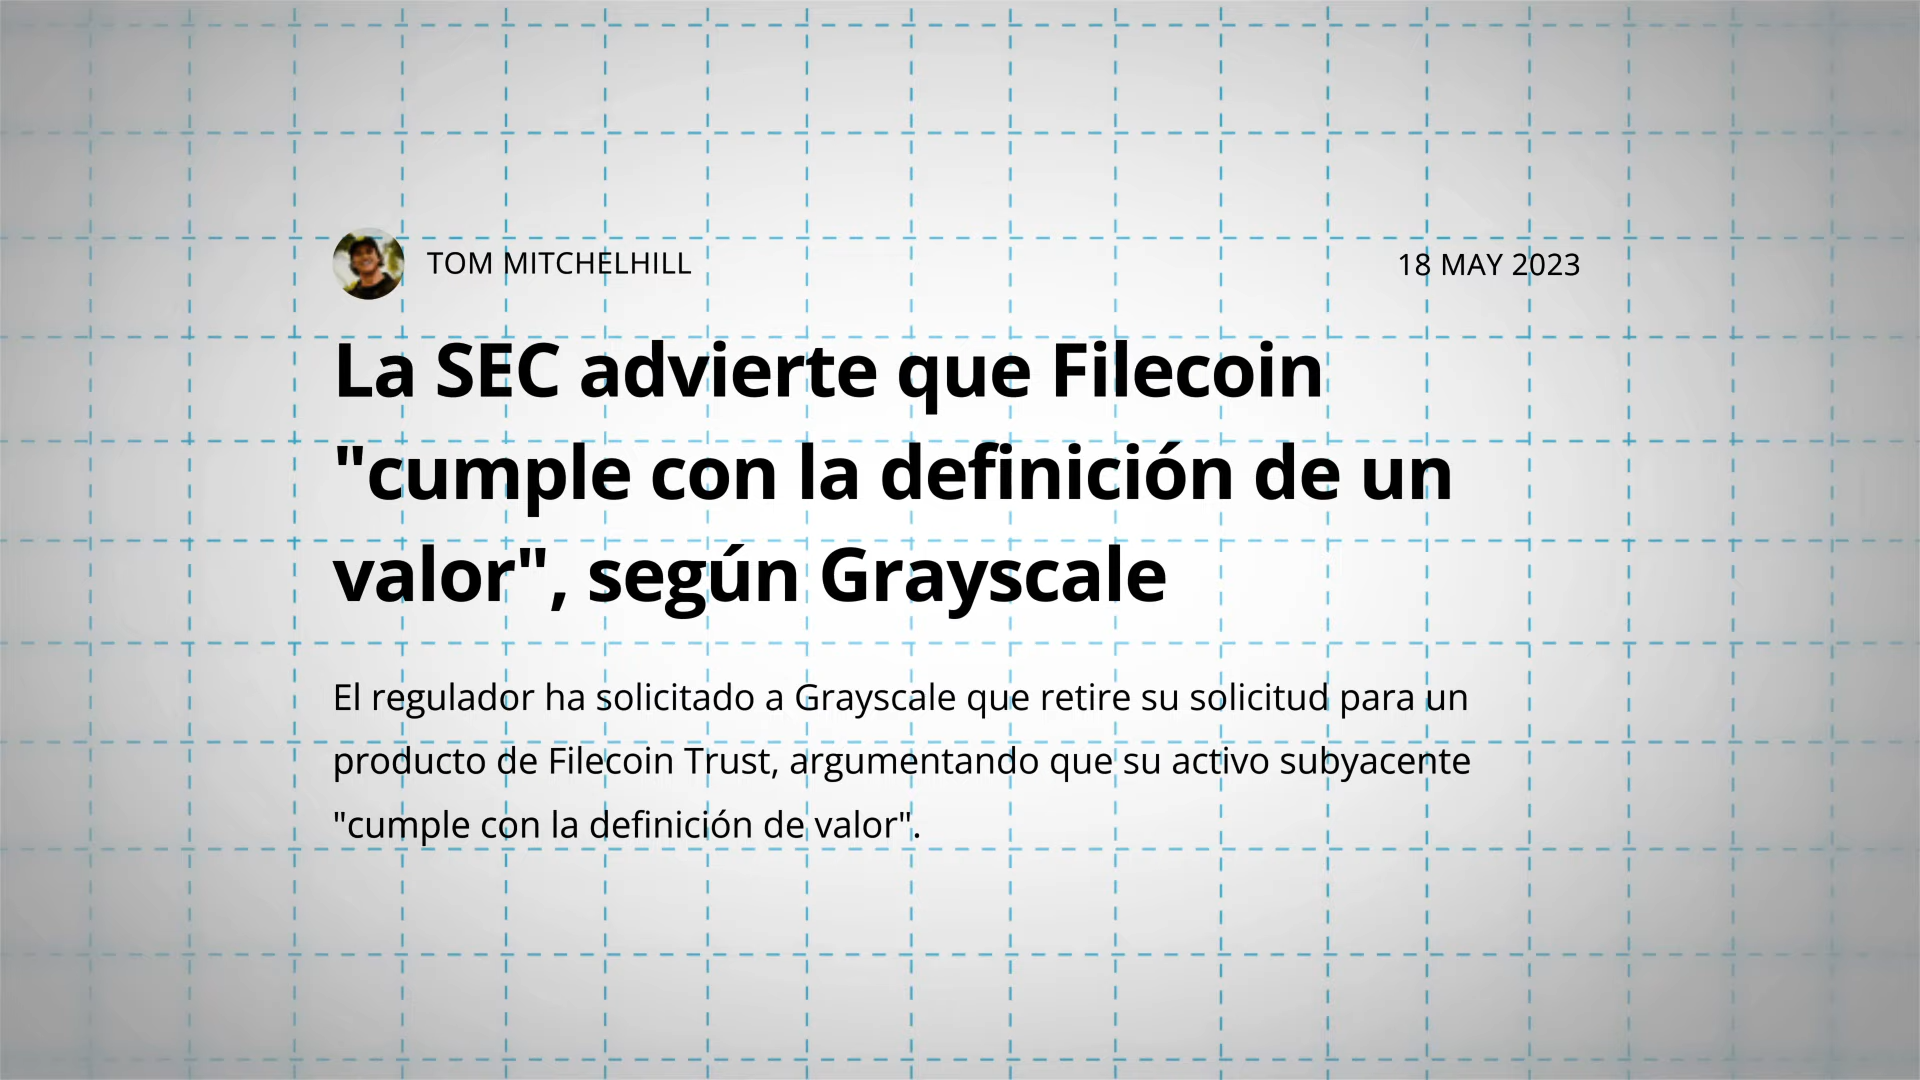 TOM MITCHELHILL
18 MAY 2023
La SEC advierte que Filecoin
"cumple con la definición de un
valor", según Grayscale
El regulador ha solicitado a Grayscale que retire su solicitud para un
producto de Filecoin Trust, argumentando que su activo subyacente
"cumple con la definición de valor".